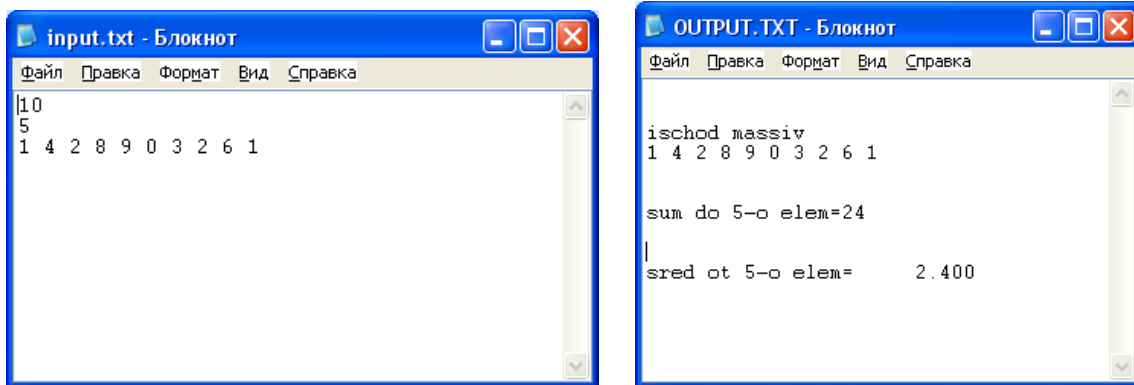 input.txt - Блокнот
Файл Правка Формат Вид Справка
10
5
1 4 2 8 9 0 3 2 6 1
OUTPUT.TXT - Блокнот
Файл Правка Формат Вид Справка
ischod massiv
1 4 2 8 9 0 3 2 6 1
sum do 5-o elem=24
sred ot 5-o elem= 2.400